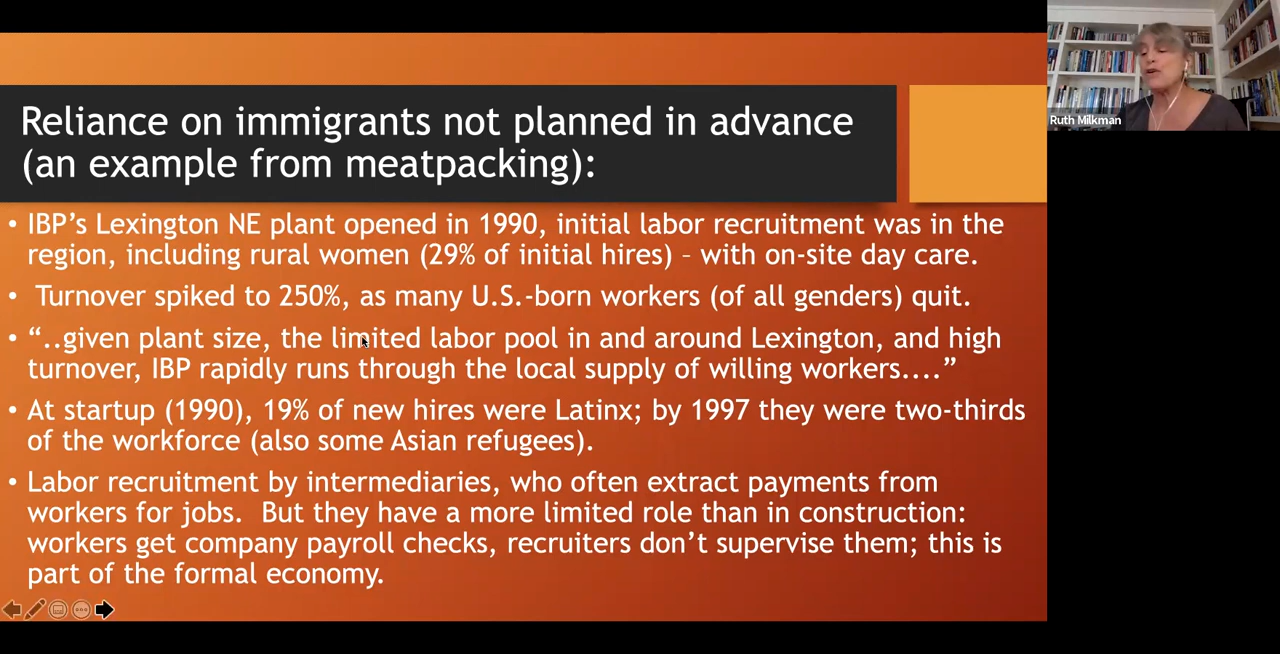 Reliance on immigrants not planned in advance
(an example from meatpacking):
• IBP’s Lexington NE plant opened in 1990, initial labor recruitment was in the
region, including rural women (29% of initial hires) – with on-site day care.
• Turnover spiked to 250%, as many U.S.-born workers (of all genders) quit.
• “..given plant size, the limited labor pool in and around Lexington, and high
turnover, IBP rapidly runs through the local supply of willing workers....”
• At startup (1990), 19% of new hires were Latinx; by 1997 they were two-thirds
of the workforce (also some Asian refugees).
• Labor recruitment by intermediaries, who often extract payments from
workers for jobs.  But they have a more limited role than in construction:
workers get company payroll checks, recruiters don’t supervise them; this is
part of the formal economy.
Ruth Milkman